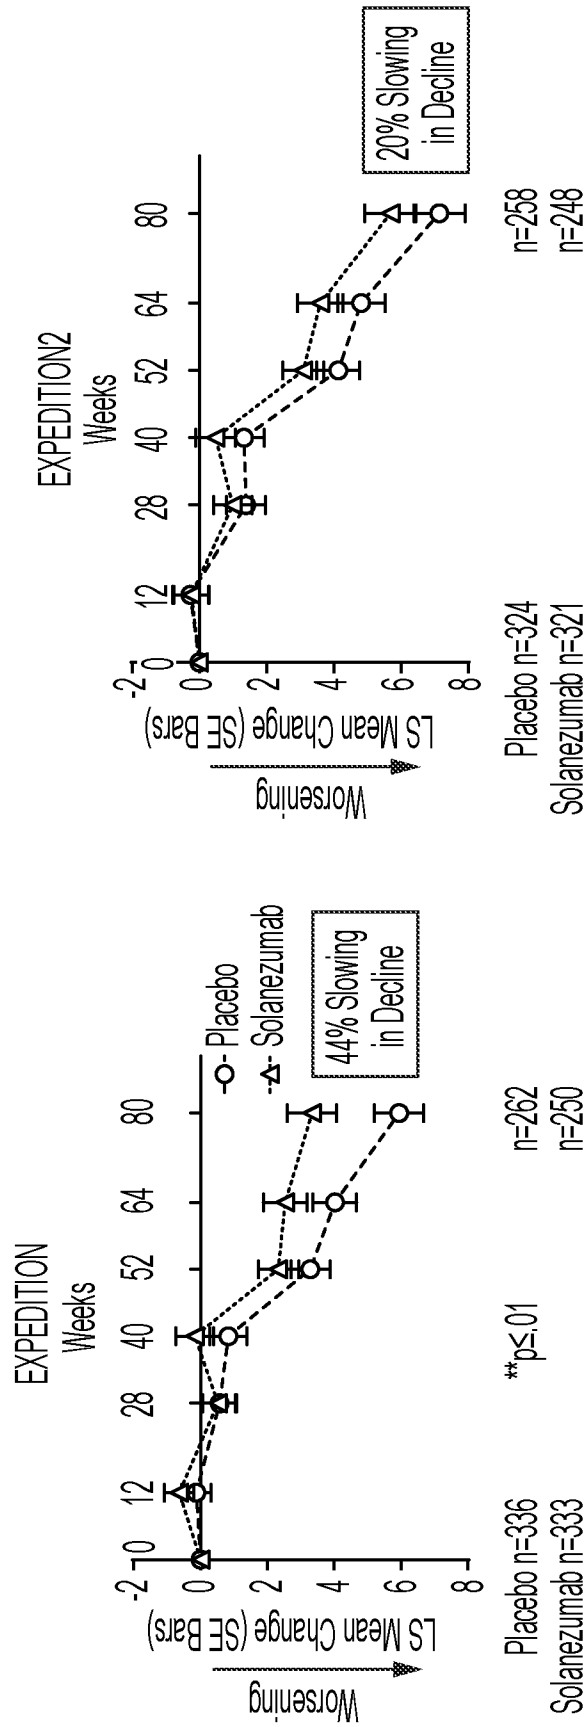 EXPEDITION
Weeks
0 12 28 40 52 64 80
-2
0
2
4
6
8
LS Mean Change (SE Bars)
Worsening
Placebo
Solanezumab
44% Slowing
in Decline
Placebo n=336
n=262
Solanezumab n=333
n=250
**p≤.01
EXPEDITION2
Weeks
0 12 28 40 52 64 80
-2
0
2
4
6
8
LS Mean Change (SE Bars)
Worsening
20% Slowing
in Decline
Placebo n=324
n=258
Solanezumab n=321
n=248